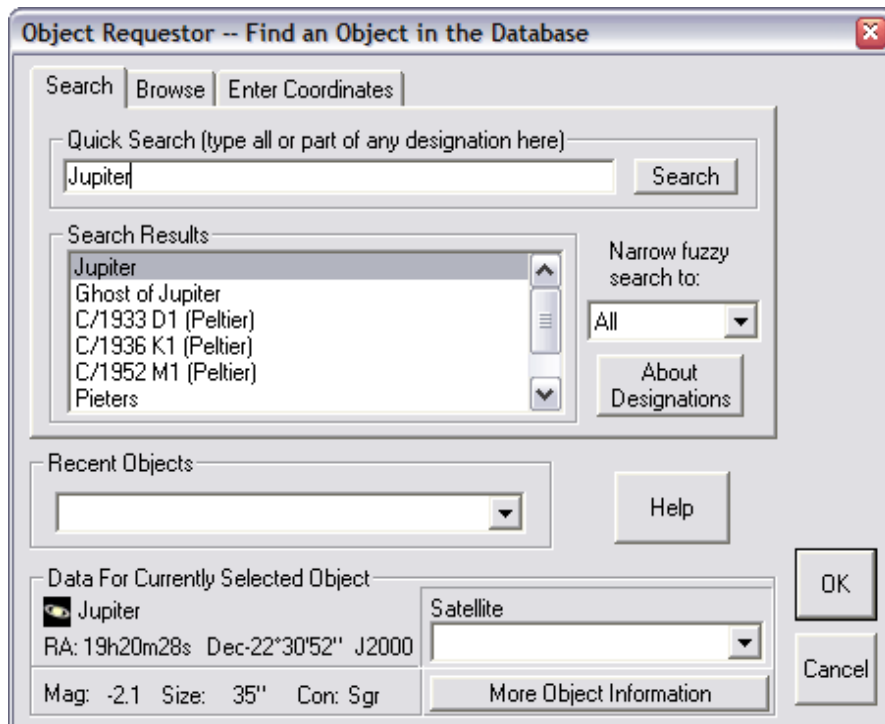 Object Requestor -- Find an Object in the Database
Search Browse Enter Coordinates
Quick Search (type all or part of any designation here)
Jupiter Search
Search Results
Jupiter
Ghost of Jupiter
C/1933 D1 (Peltier)
C/1936 K1 (Peltier)
C/1952 M1 (Peltier)
Pieters
Narrow fuzzy
search to:
All
About
Designations
Recent Objects
Help
Data For Currently Selected Object
Jupiter
RA: 19h20m28s Dec-22°30'52" J2000
Mag: -2.1 Size: 35" Con: Sgr
Satellite
More Object Information
OK
Cancel